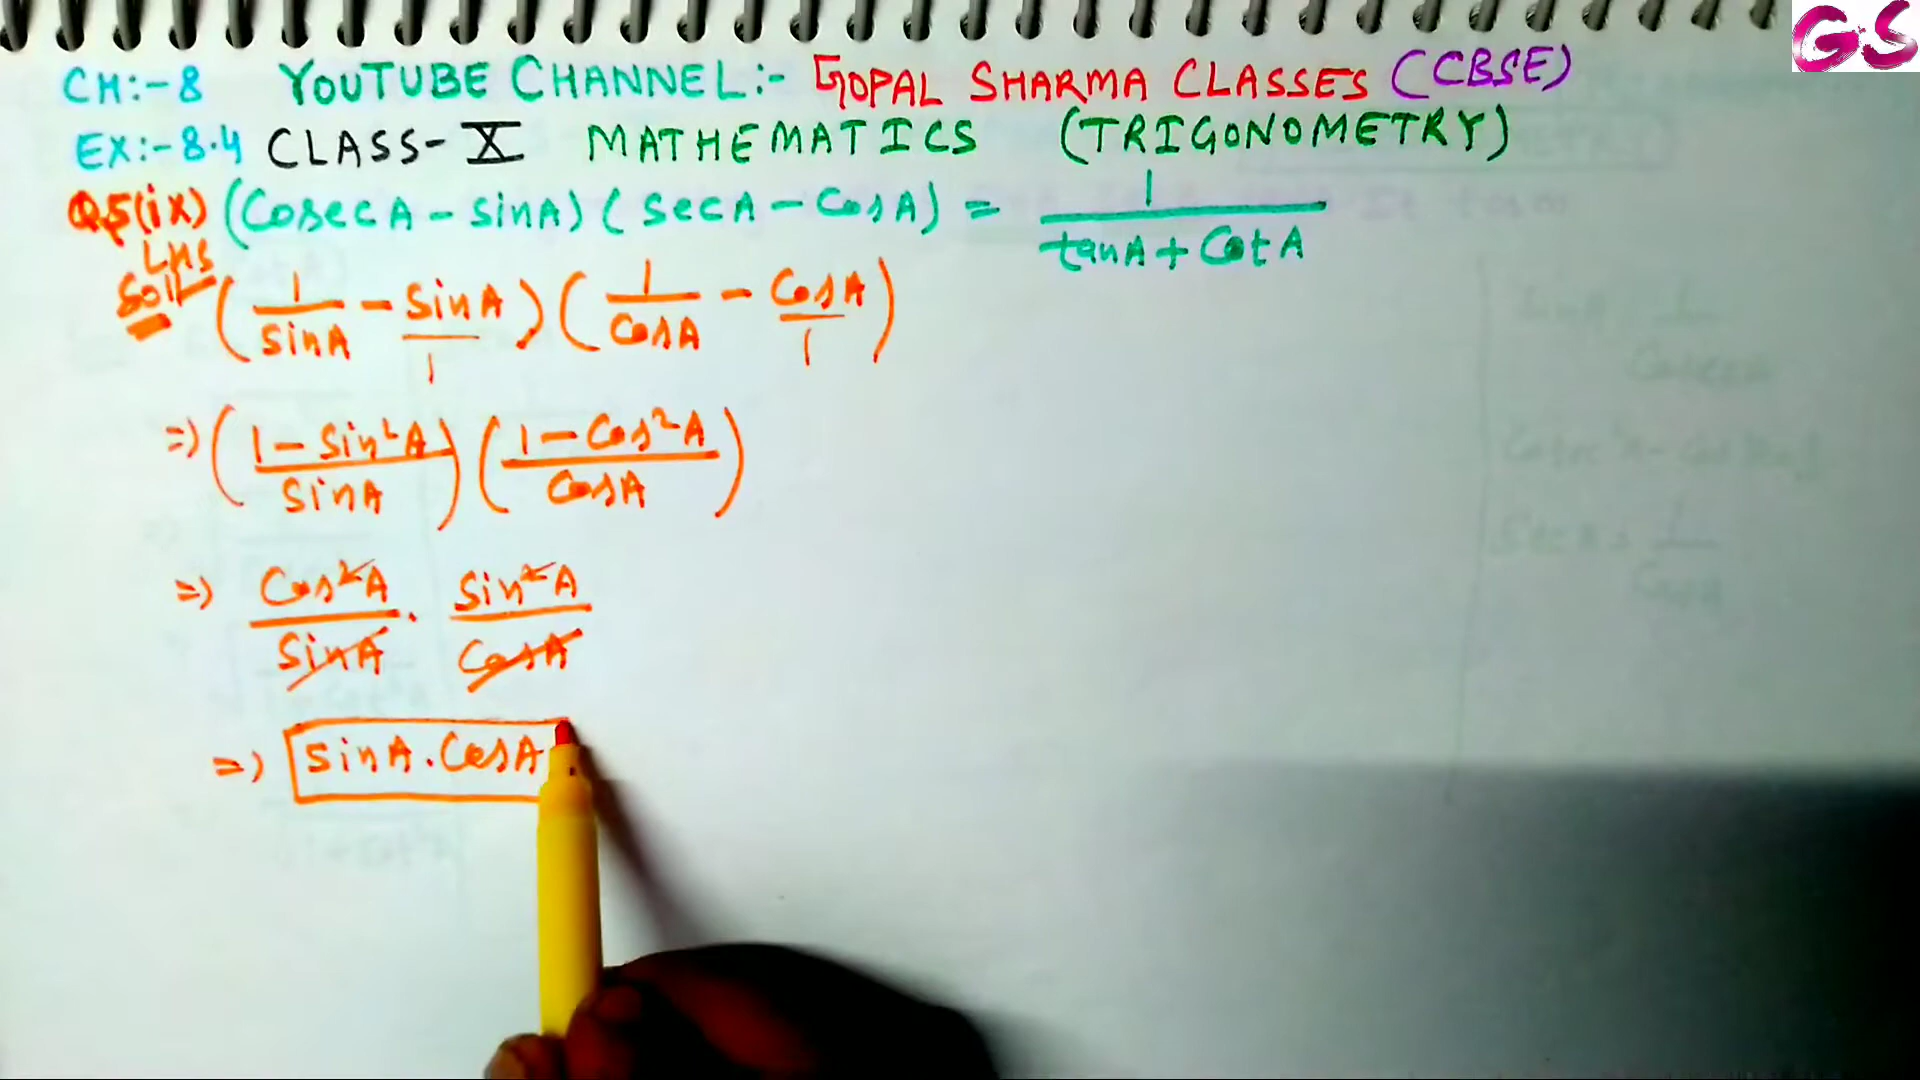 GS
CH:-8 YOUTUBE CHANNEL:- GOPAL SHARMA CLASSES (CBSE)
EX:-8.4 CLASS-X MATHEMATICS (TRIGONOMETRY)
Q5(ix) (CosecA - sinA) (secA - CosA) = 1/(tanA + CotA)
LHS
Sol (1/SinA - SinA/1) (1/CosA - CosA/1)
=> ((1 - Sin²A)/SinA) ((1 - Cos²A)/CosA)
=> Cos²A/SinA . Sin²A/CosA
=> SinA . CosA